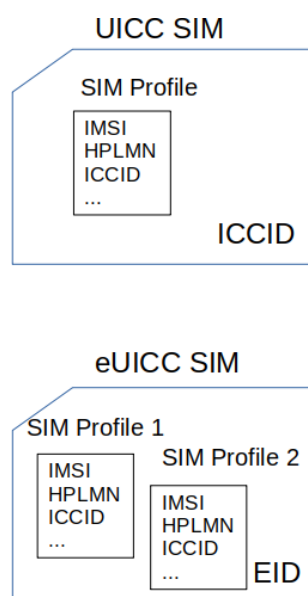 UICC SIM
SIM Profile
IMSI
HPLMN
ICCID
...
ICCID
eUICC SIM
SIM Profile 1
IMSI
HPLMN
ICCID
...
SIM Profile 2
IMSI
HPLMN
ICCID
...
EID